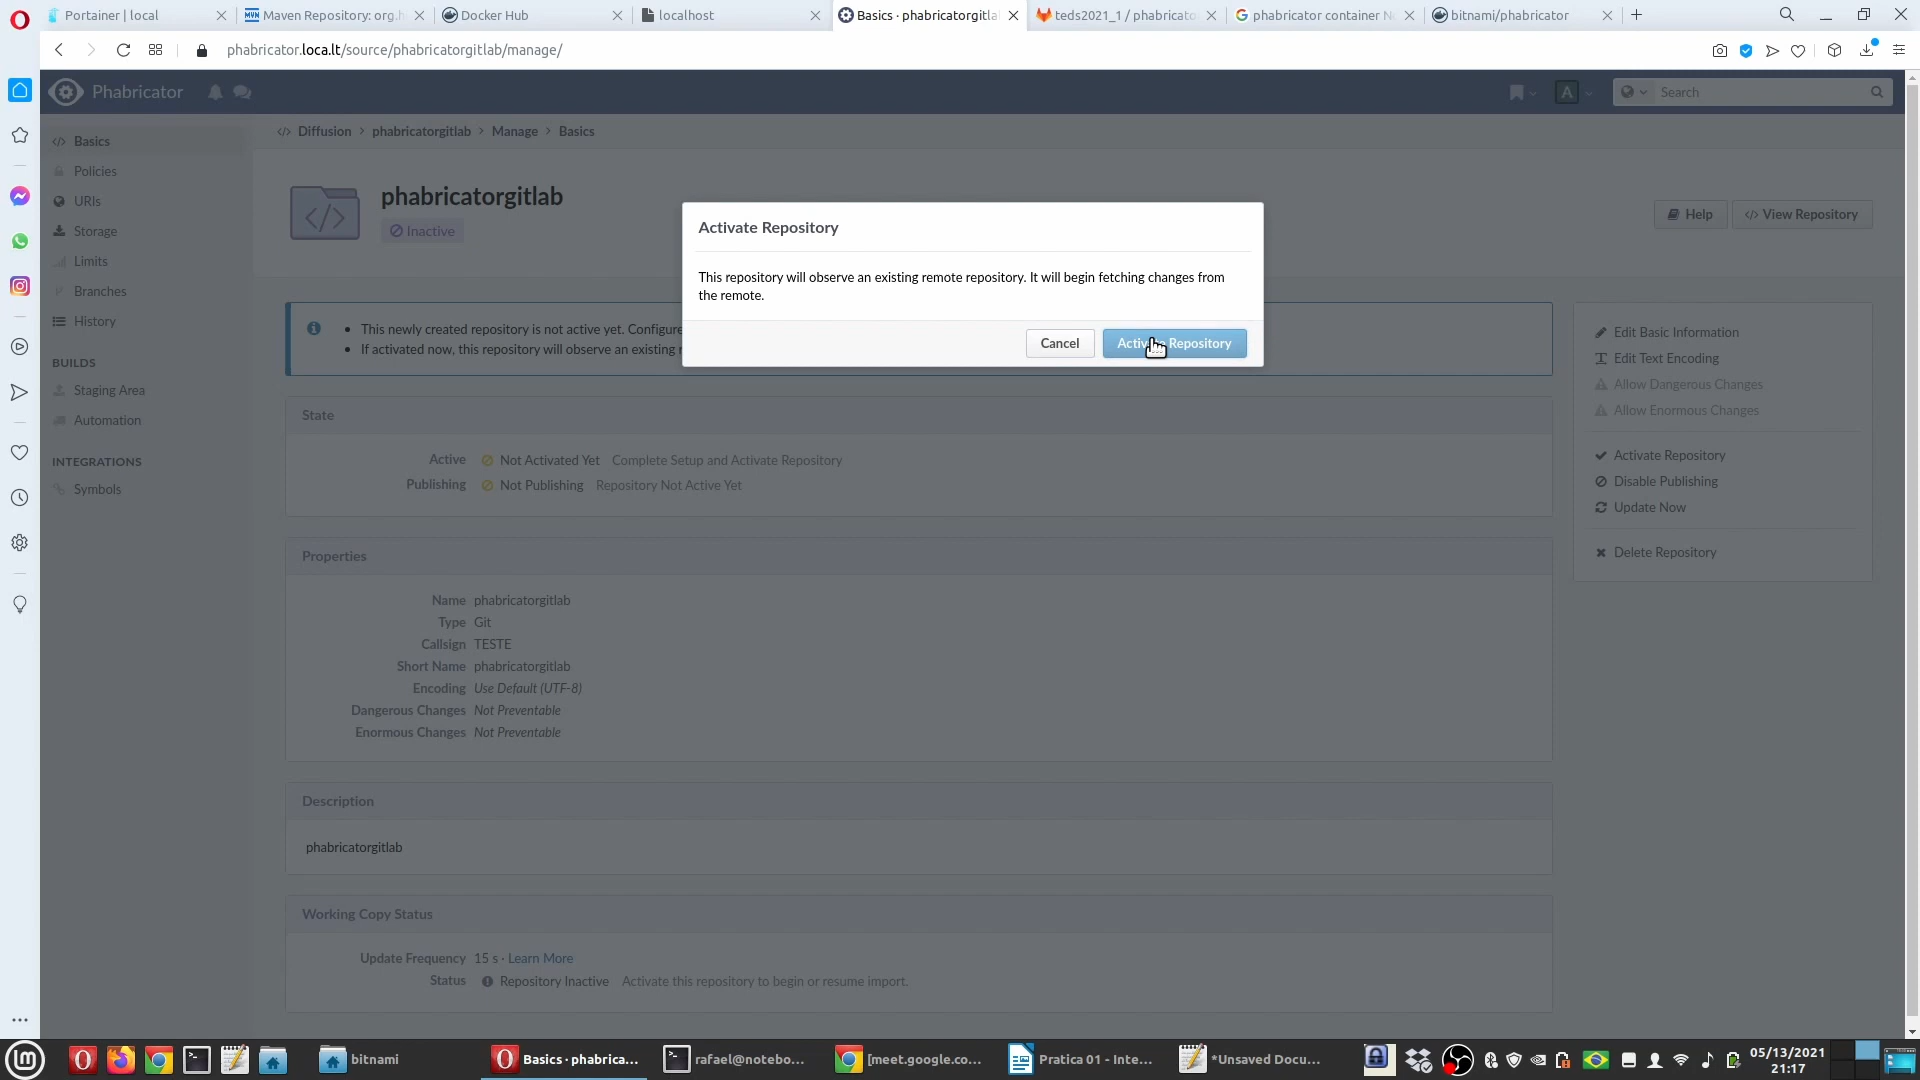 Portainer | local
Maven Repository: org.h
Docker Hub
localhost
Basics · phabricatorgitla
teds2021_1 / phabricato
phabricator container N
bitnami/phabricator
phabricator.loca.lt/source/phabricatorgitlab/manage/
Phabricator
A
Search
Diffusion > phabricatorgitlab > Manage > Basics
Basics
Policies
URIs
Storage
Limits
Branches
History
BUILDS
Staging Area
Automation
INTEGRATIONS
Symbols
phabricatorgitlab
Inactive
Help
View Repository
Activate Repository
This repository will observe an existing remote repository. It will begin fetching changes from
the remote.
Cancel
Activate Repository
This newly created repository is not active yet. Configure
If activated now, this repository will observe an existing
State
Active Not Activated Yet Complete Setup and Activate Repository
Publishing Not Publishing Repository Not Active Yet
Properties
Name phabricatorgitlab
Type Git
Callsign TESTE
Short Name phabricatorgitlab
Encoding Use Default (UTF-8)
Dangerous Changes Not Preventable
Enormous Changes Not Preventable
Description
phabricatorgitlab
Working Copy Status
Update Frequency 15 s · Learn More
Status Repository Inactive Activate this repository to begin or resume import.
Edit Basic Information
Edit Text Encoding
Allow Dangerous Changes
Allow Enormous Changes
Activate Repository
Disable Publishing
Update Now
Delete Repository
bitnami
Basics · phabrica...
rafael@notebo...
[meet.google.co...
Pratica 01 - Inte...
*Unsaved Docu...
05/13/2021
21:17